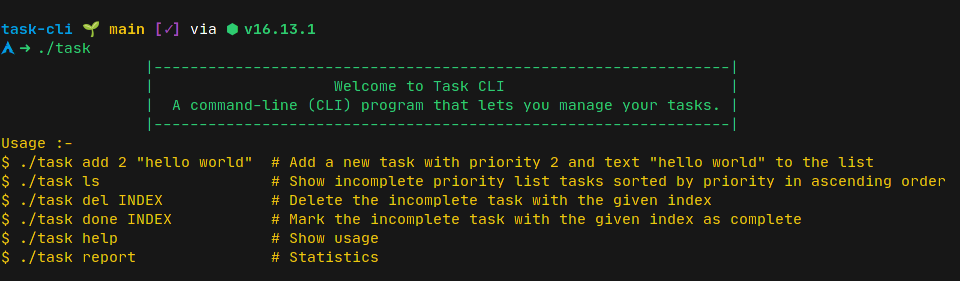 task-cli 🌱 main [✓] via ⬢ v16.13.1
➜ ./task
|----------------------------------------------------------------|
| Welcome to Task CLI |
| A command-line (CLI) program that lets you manage your tasks. |
|----------------------------------------------------------------|
Usage :-
$ ./task add 2 "hello world"  # Add a new task with priority 2 and text "hello world" to the list
$ ./task ls                   # Show incomplete priority list tasks sorted by priority in ascending order
$ ./task del INDEX            # Delete the incomplete task with the given index
$ ./task done INDEX           # Mark the incomplete task with the given index as complete
$ ./task help                 # Show usage
$ ./task report               # Statistics